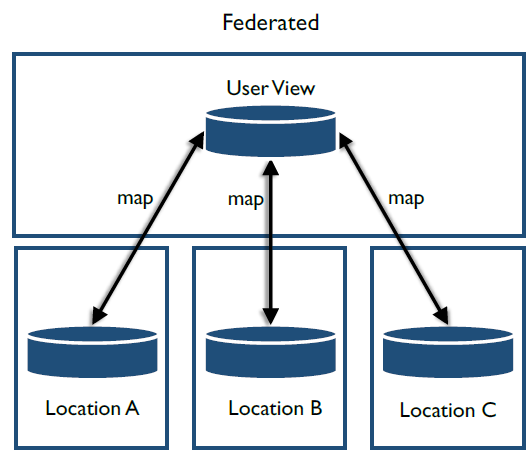 Federated
User View
map
map
map
Location A
Location B
Location C